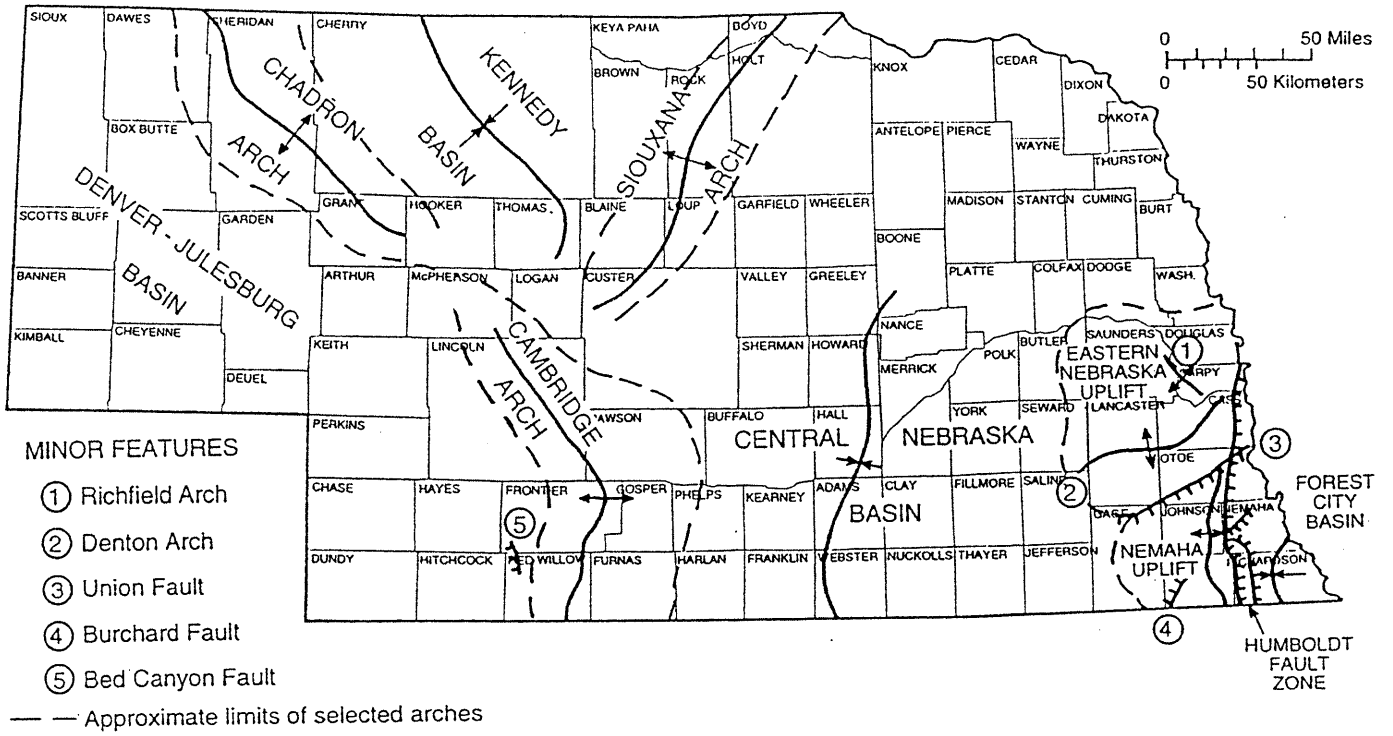 SIOUX
DAWES
SHERIDAN
CHERRY
KEYA PAHA
BOYD
HOLT
BROWN
ROCK
KNOX
CEDAR
DIXON
DAKOTA
0 50 Miles
0 50 Kilometers
CHADRON
ARCH
KENNEDY
BASIN
SIOUXANA
ARCH
BOX BUTTE
ANTELOPE
PIERCE
WAYNE
THURSTON
DENVER - JULESBURG
BASIN
SCOTTS BLUFF
GARDEN
GRANT
HOOKER
THOMAS
BLAINE
LOUP
GARFIELD
WHEELER
MADISON
STANTON
CUMING
BURT
BOONE
BANNER
ARTHUR
McPHERSON
LOGAN
CUSTER
VALLEY
GREELEY
PLATTE
COLFAX
DODGE
WASH.
KIMBALL
CHEYENNE
KEITH
LINCOLN
CAMBRIDGE
ARCH
SHERMAN
HOWARD
NANCE
MERRICK
POLK
BUTLER
SAUNDERS
DOUGLAS
EASTERN
NEBRASKA
UPLIFT
1
ARPY
DEUEL
PERKINS
AWSON
BUFFALO
HALL
YORK
SEWARD
LANCASTER
CASS
CENTRAL
NEBRASKA
BASIN
OTOE
3
2
CHASE
HAYES
FRONTIER
GOSPER
PHELPS
KEARNEY
ADAMS
CLAY
FILLMORE
SALINE
GAGE
JOHNSON
NEMAHA
FOREST
CITY
BASIN
5
DUNDY
HITCHCOCK
RED WILLOW
FURNAS
HARLAN
FRANKLIN
WEBSTER
NUCKOLLS
THAYER
JEFFERSON
NEMAHA
UPLIFT
RICHARDSON
4
HUMBOLDT
FAULT
ZONE
MINOR FEATURES
1 Richfield Arch
2 Denton Arch
3 Union Fault
4 Burchard Fault
5 Bed Canyon Fault
— — Approximate limits of selected arches